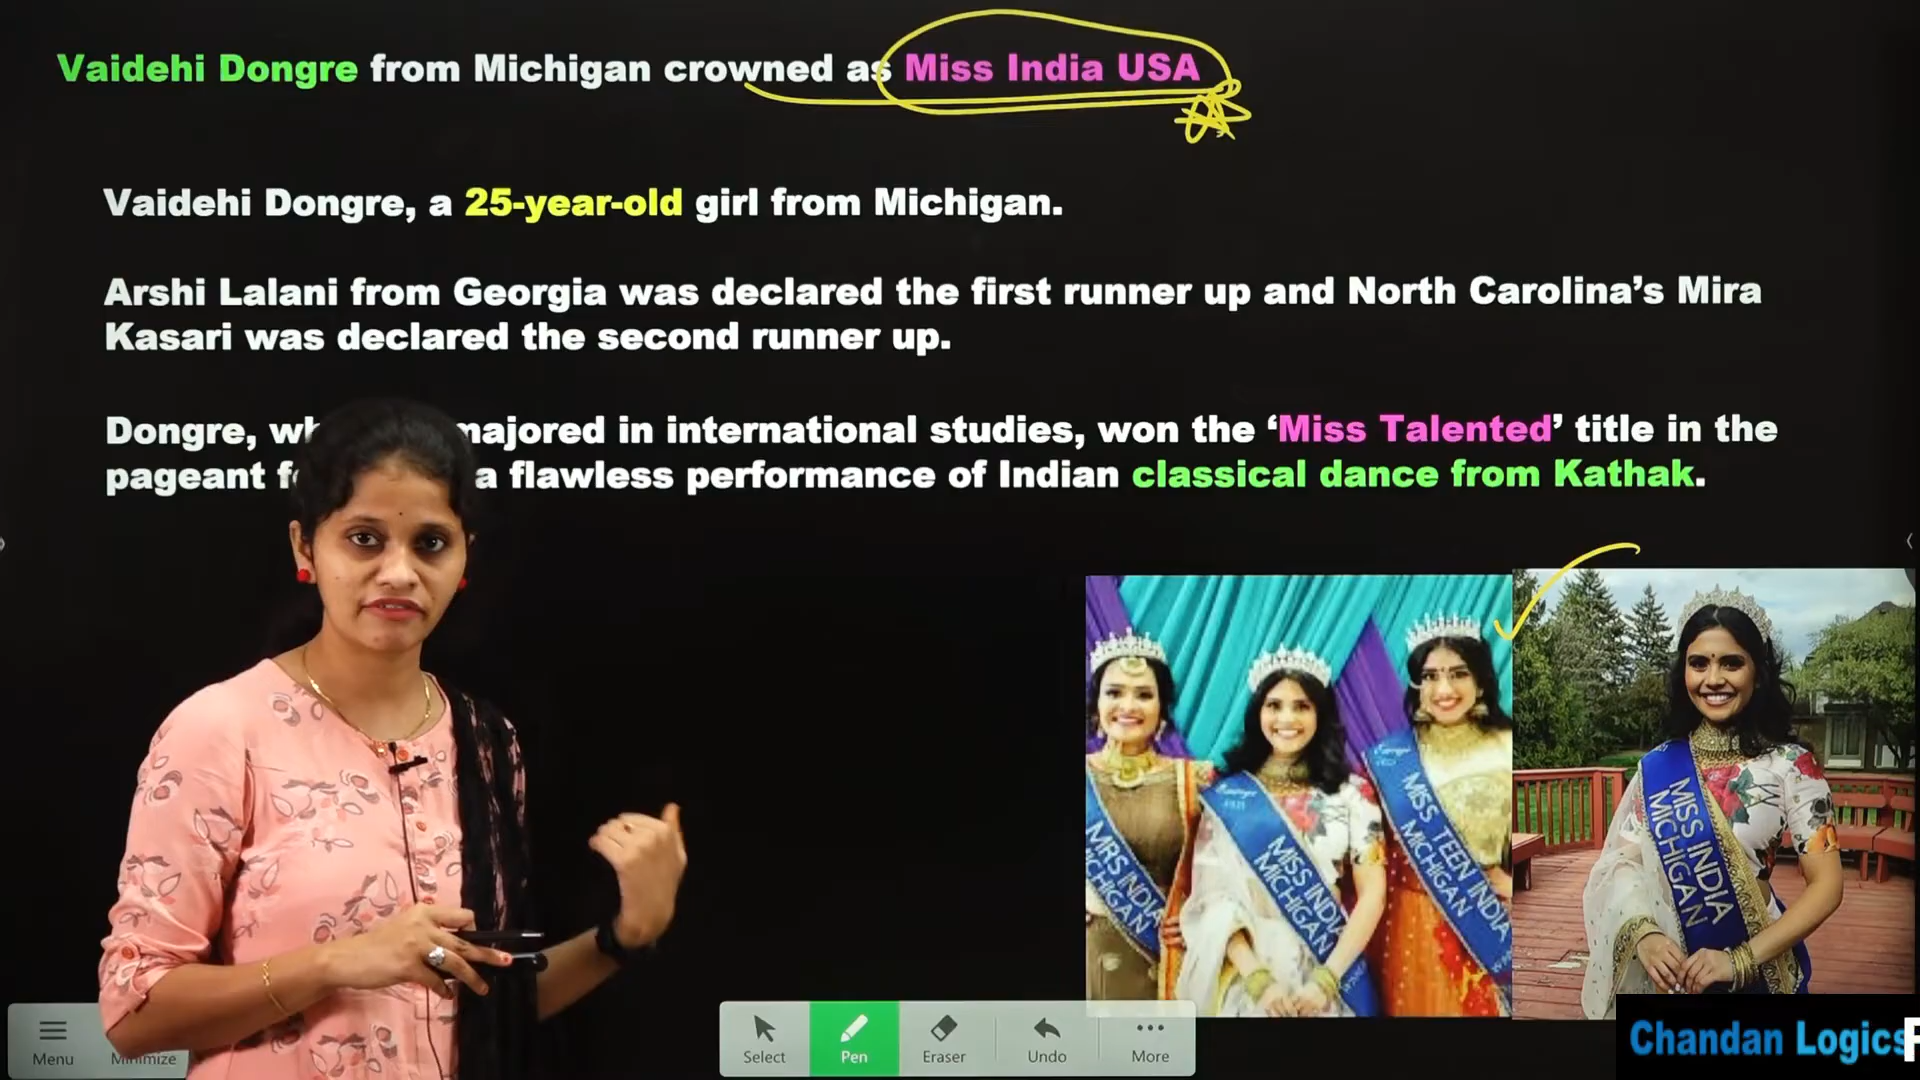 Vaidehi Dongre from Michigan crowned as Miss India USA
Vaidehi Dongre, a 25-year-old girl from Michigan.
Arshi Lalani from Georgia was declared the first runner up and North Carolina’s Mira
Kasari was declared the second runner up.
Dongre, majored in international studies, won the ‘Miss Talented’ title in the
pageant a flawless performance of Indian classical dance from Kathak.
MRS INDIA
MICHIGAN
MISS INDIA
MICHIGAN
MISS TEEN INDIA
MICHIGAN
MISS INDIA
MICHIGAN
Menu
Minimize
Select
Pen
Eraser
Undo
More
Chandan Logics